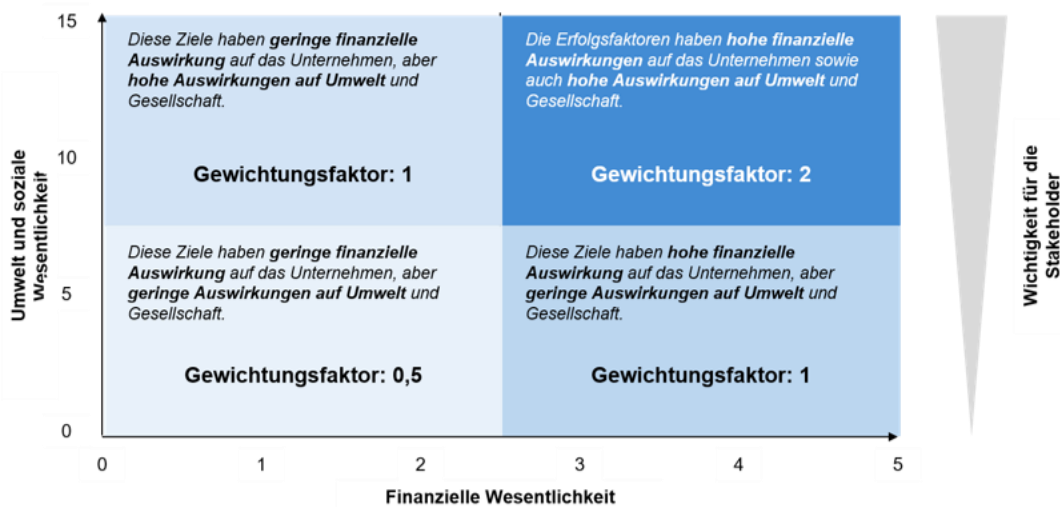 15
Diese Ziele haben geringe finanzielle
Auswirkung auf das Unternehmen, aber
hohe Auswirkungen auf Umwelt und
Gesellschaft.
Gewichtungsfaktor: 1
Die Erfolgsfaktoren haben hohe finanzielle
Auswirkungen auf das Unternehmen sowie
auch hohe Auswirkungen auf Umwelt und
Gesellschaft.
Gewichtungsfaktor: 2
10
Umwelt und soziale
Wesentlichkeit
Wichtigkeit für die
Stakeholder
Diese Ziele haben geringe finanzielle
Auswirkung auf das Unternehmen, aber
geringe Auswirkungen auf Umwelt und
Gesellschaft.
Gewichtungsfaktor: 0,5
Diese Ziele haben hohe finanzielle
Auswirkung auf das Unternehmen, aber
geringe Auswirkungen auf Umwelt und
Gesellschaft.
Gewichtungsfaktor: 1
5
0
0 1 2 3 4 5
Finanzielle Wesentlichkeit